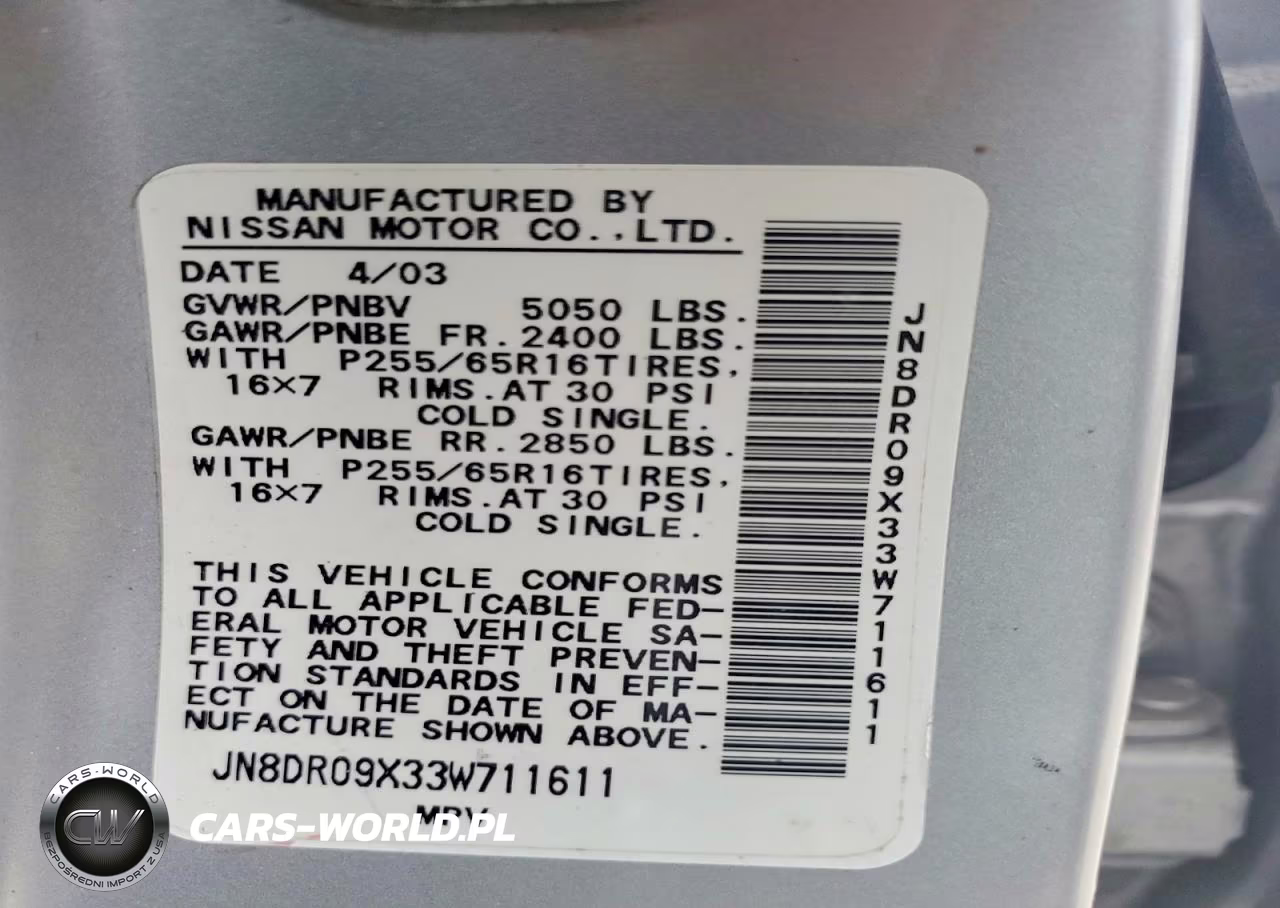 MANUFACTURED BY
NISSAN MOTOR CO.,LTD.
DATE 4/03
GVWR/PNBV 5050 LBS.
GAWR/PNBE FR. 2400 LBS.
WITH P255/65R16TIRES,
16×7 RIMS.AT 30 PSI
COLD SINGLE.
GAWR/PNBE RR. 2850 LBS.
WITH P255/65R16TIRES,
16×7 RIMS.AT 30 PSI
COLD SINGLE.
THIS VEHICLE CONFORMS
TO ALL APPLICABLE FED-
ERAL MOTOR VEHICLE SA-
FETY AND THEFT PREVEN-
TION STANDARDS IN EFF-
ECT ON THE DATE OF MA-
NUFACTURE SHOWN ABOVE.
JN8DR09X33W711611
MPV
JN8DR09X33W711611
CARS-WORLD
CW
BEZPOŚREDNI IMPORT Z USA
CARS-WORLD.PL